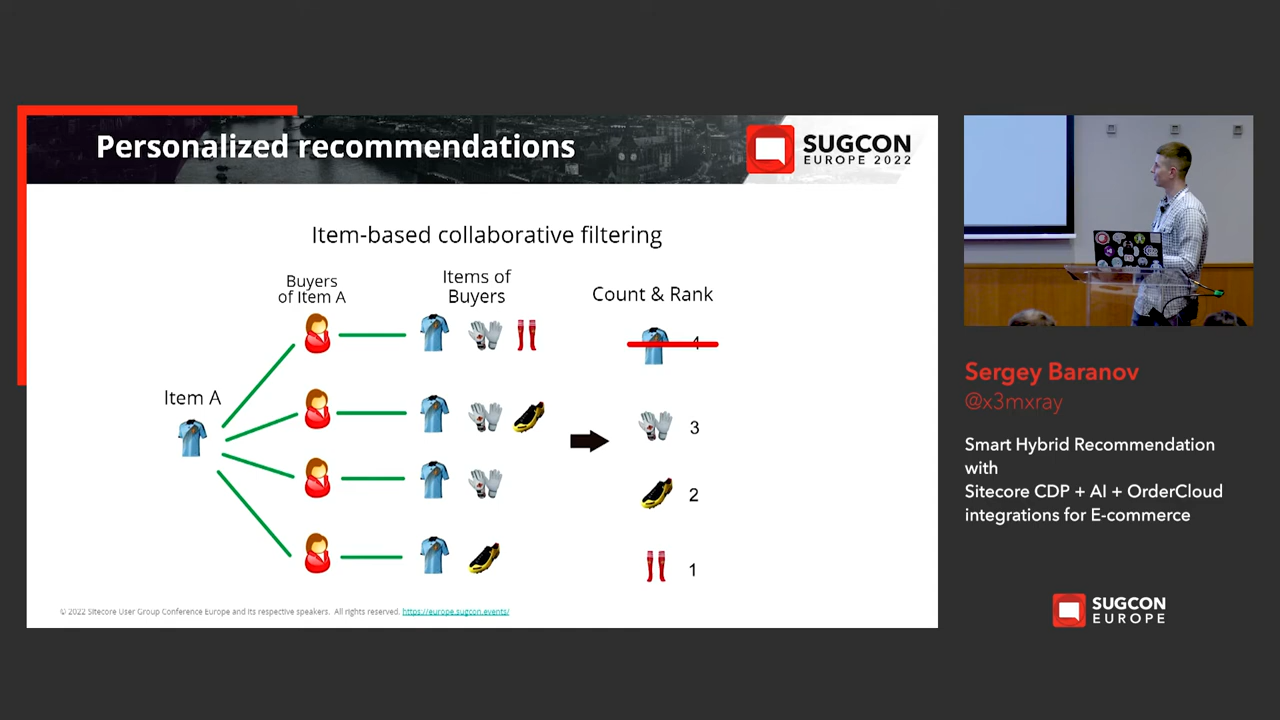 Personalized recommendations
SUGCON
EUROPE 2022
Item-based collaborative filtering
Buyers
of Item A
Items of
Buyers
Count & Rank
4
Item A
3
2
1
© 2022 Sitecore User Group Conference Europe and its respective speakers. All rights reserved. https://europe.sugcon.events/
Sergey Baranov
@x3mxray
Smart Hybrid Recommendation
with
Sitecore CDP + AI + OrderCloud
integrations for E-commerce
SUGCON
EUROPE